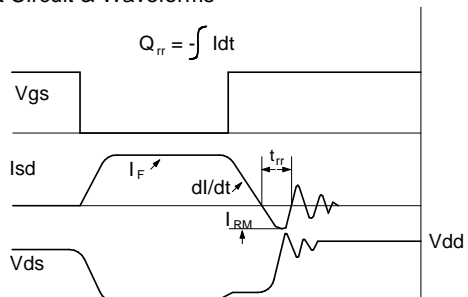 t Circuit & Waveforms
Qrr = -∫ Idt
Vgs
Isd
IF
dI/dt
trr
IRM
Vds
Vdd